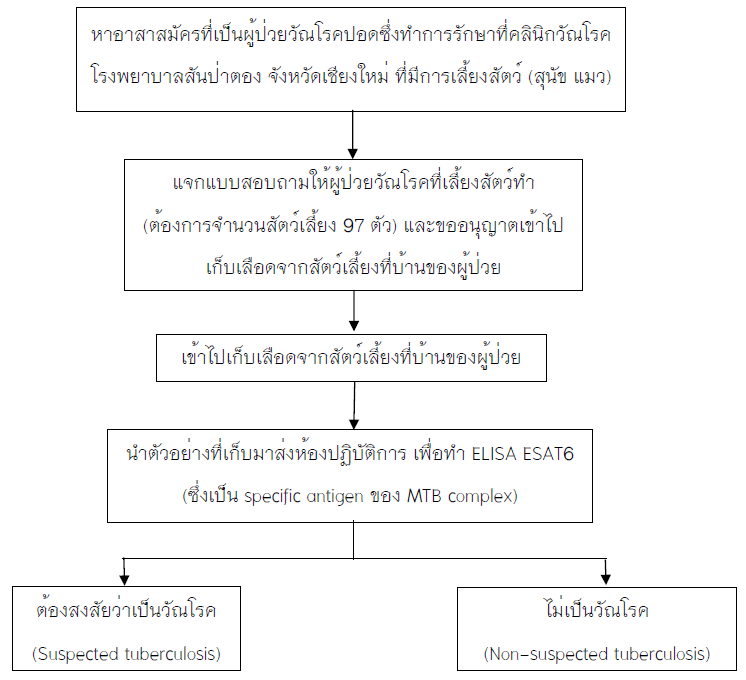 หาอาสาสมัครที่เป็นผู้ป่วยวัณโรคปอดซึ่งทำการรักษาที่คลินิกวัณโรค
โรงพยาบาลสันป่าตอง จังหวัดเชียงใหม่ ที่มีการเลี้ยงสัตว์ (สุนัข แมว)
แจกแบบสอบถามให้ผู้ป่วยวัณโรคที่เลี้ยงสัตว์ทำ
(ต้องการจำนวนสัตว์เลี้ยง 97 ตัว) และขออนุญาตเข้าไป
เก็บเลือดจากสัตว์เลี้ยงที่บ้านของผู้ป่วย
เข้าไปเก็บเลือดจากสัตว์เลี้ยงที่บ้านของผู้ป่วย
นำตัวอย่างที่เก็บมาส่งห้องปฏิบัติการ เพื่อทำ ELISA ESAT6
(ซึ่งเป็น specific antigen ของ MTB complex)
ต้องสงสัยว่าเป็นวัณโรค
(Suspected tuberculosis)
ไม่เป็นวัณโรค
(Non-suspected tuberculosis)